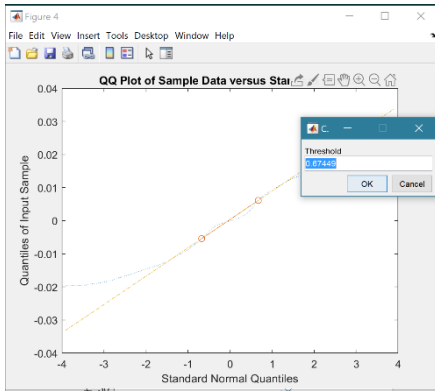 Figure 4
File Edit View Insert Tools Desktop Window Help
QQ Plot of Sample Data versus Star
0.04
0.03
0.02
0.01
0
-0.01
-0.02
-0.03
-0.04
-4 -3 -2 -1 0 1 2 3 4
Quantiles of Input Sample
Standard Normal Quantiles
C.
Threshold
0.67449
OK Cancel